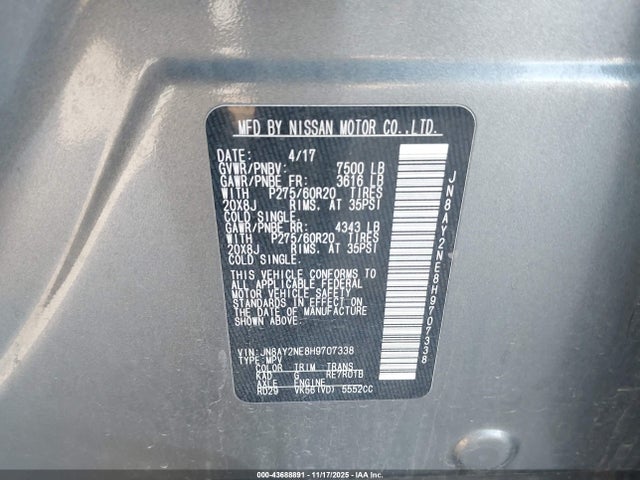 MFD BY NISSAN MOTOR CO.,LTD.
DATE: 4/17
GVWR/PNBV: 7500 LB
GAWR/PNBE FR: 3616 LB
WITH P275/60R20 TIRES
20X8J RIMS. AT 35PSI
COLD SINGLE.
GAWR/PNBE RR: 4343 LB
WITH P275/60R20 TIRES
20X8J RIMS. AT 35PSI
COLD SINGLE.
THIS VEHICLE CONFORMS TO
ALL APPLICABLE FEDERAL
MOTOR VEHICLE SAFETY
STANDARDS IN EFFECT ON
THE DATE OF MANUFACTURE
SHOWN ABOVE.
VIN:JN8AY2NE8H9707338
TYPE:MPV
COLOR TRIM TRANS
KAD G RE7R01B
AXLE ENGINE
RD29 VK56(VD) 5552CC
JN8AY2NE8H9707338
000-43688891 - 11/17/2025 - IAA, Inc.